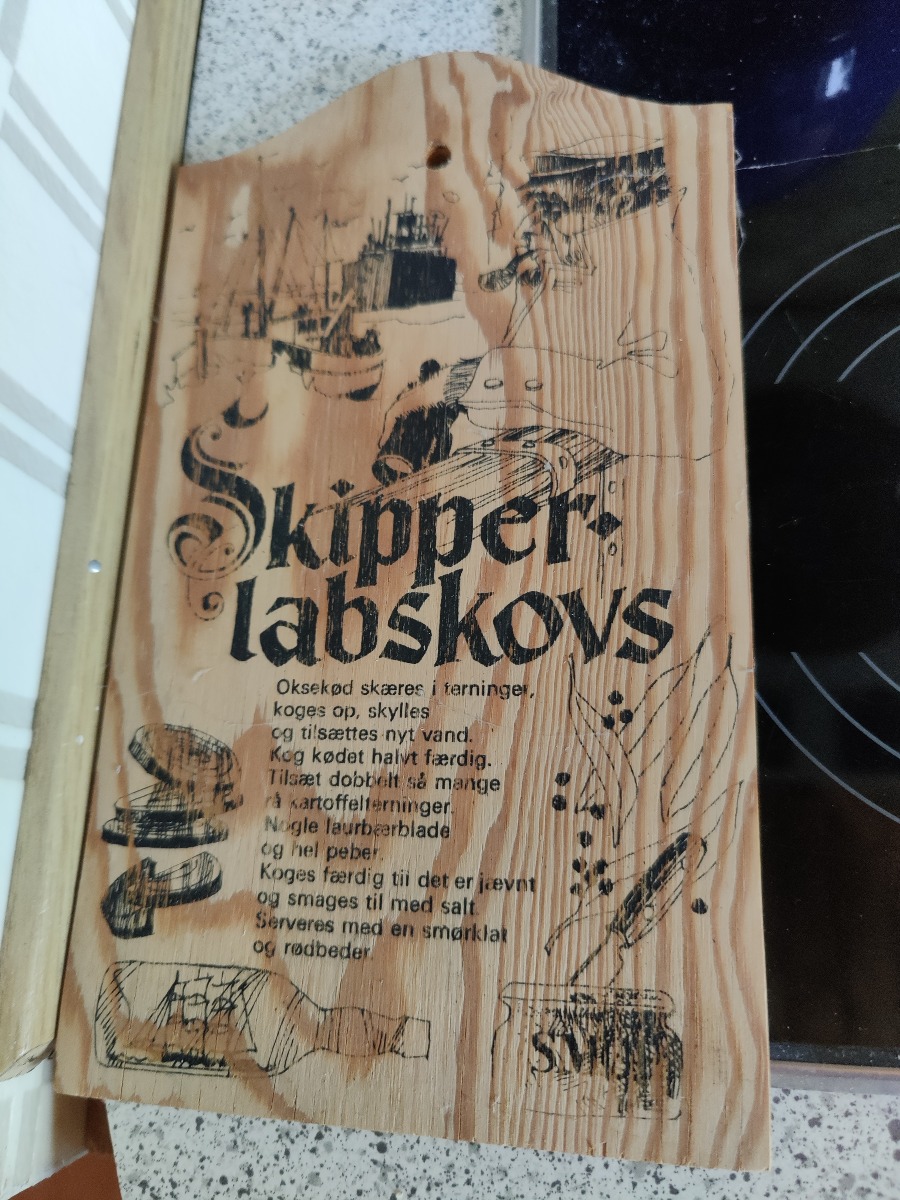 Skipper-
labskovs
Oksekød skæres i terninger,
koges op, skylles
og tilsættes nyt vand.
Kog kødet halvt færdig.
Tilsæt dobbelt så mange
rå kartoffelterninger.
Nogle laurbærblade
og hel peber.
Koges færdig til det er jævnt
og smages til med salt.
Serveres med en smørklat
og rødbeder.